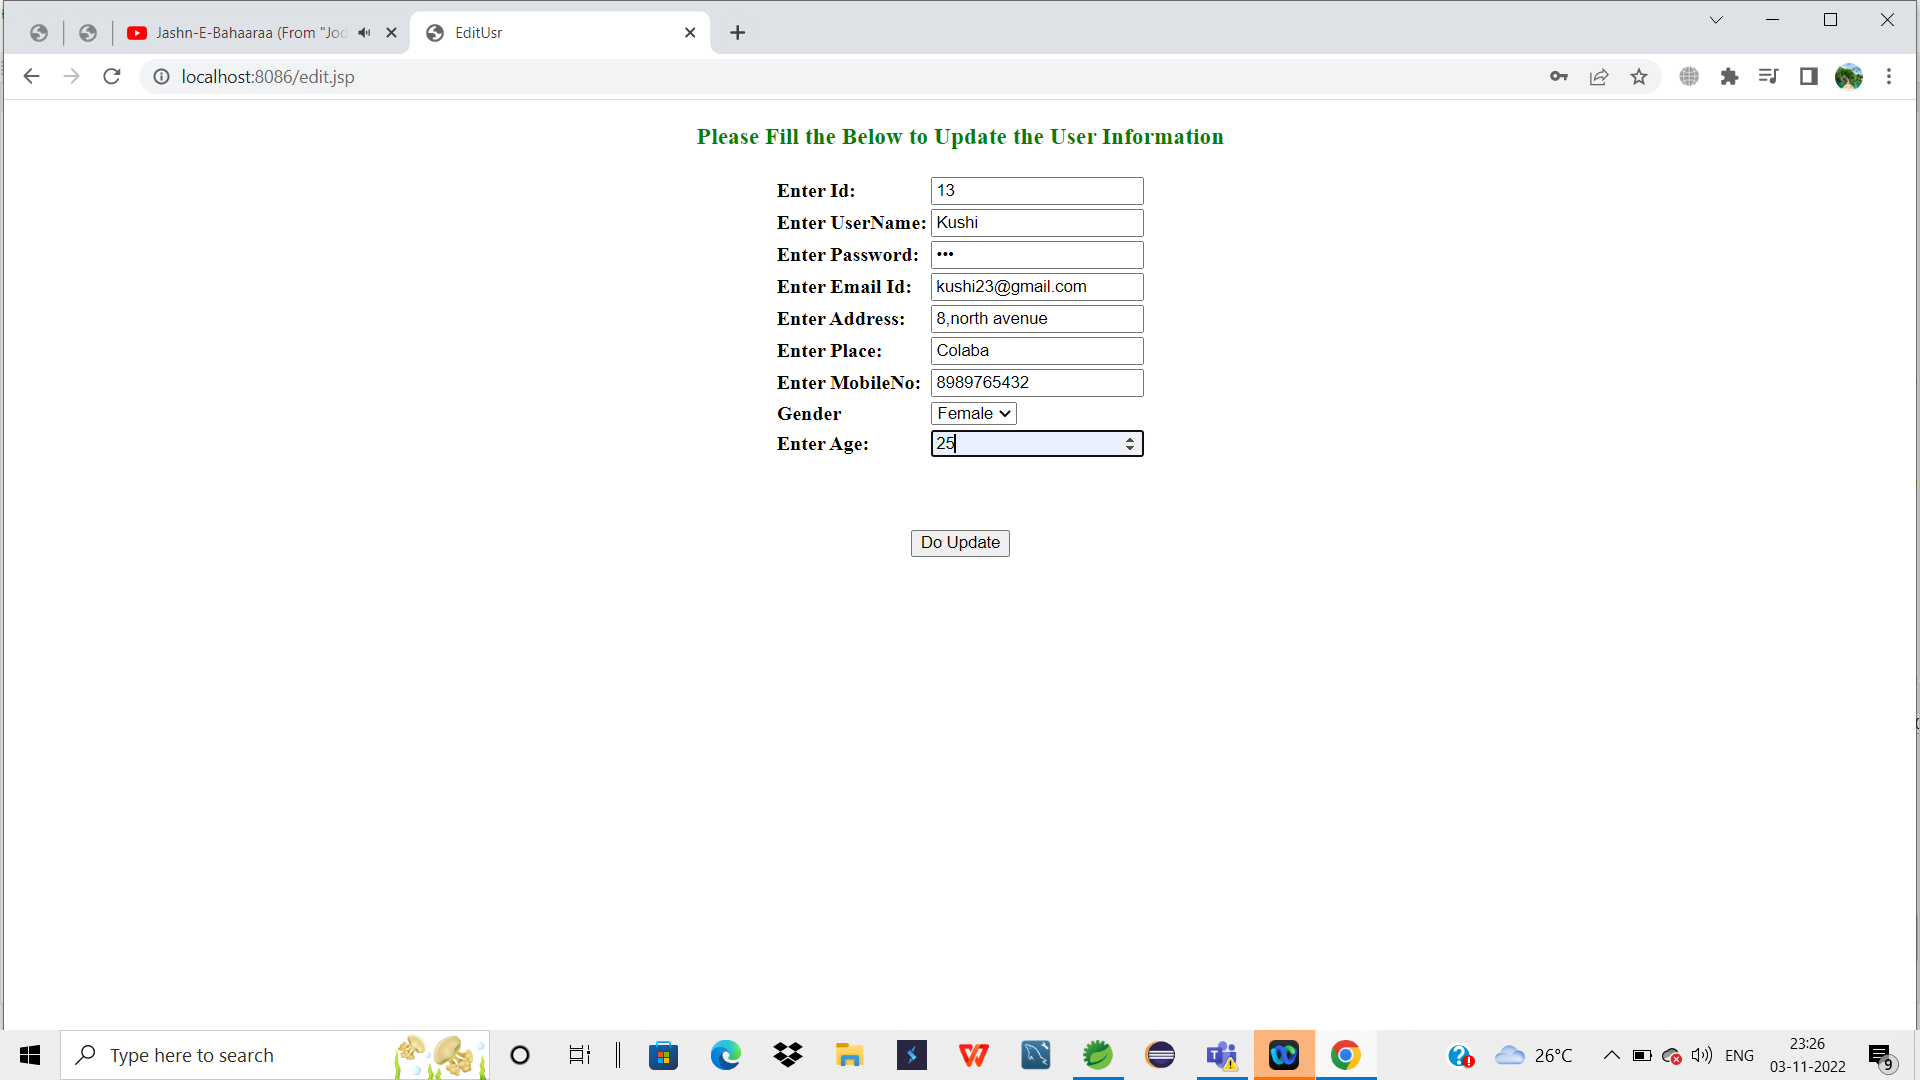 Jashn-E-Bahaaraa (From "Jod
EditUsr
localhost:8086/edit.jsp
Please Fill the Below to Update the User Information
Enter Id: 13
Enter UserName: Kushi
Enter Password: •••
Enter Email Id: kushi23@gmail.com
Enter Address: 8,north avenue
Enter Place: Colaba
Enter MobileNo: 8989765432
Gender Female
Enter Age: 25
Do Update
Type here to search
26°C
ENG
23:26
03-11-2022
9